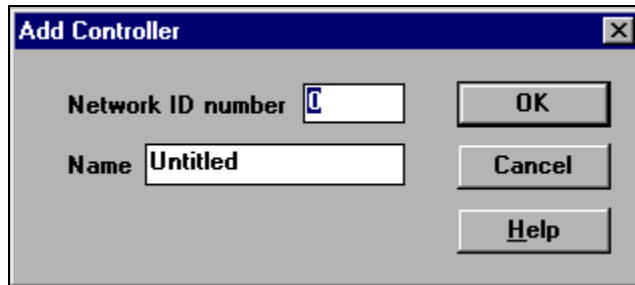 Add Controller
Network ID number 0 OK
Name Untitled Cancel
Help